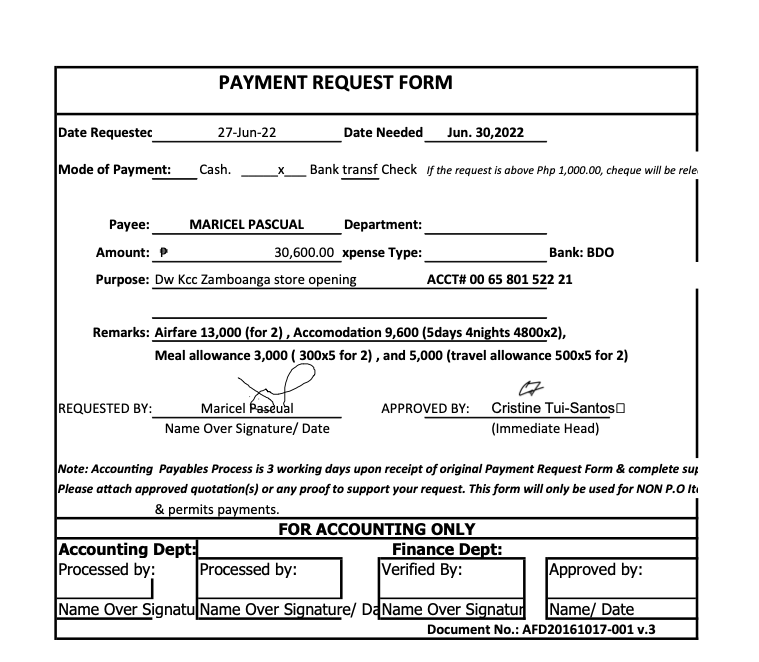 PAYMENT REQUEST FORM
Date Requested 27-Jun-22 Date Needed Jun. 30,2022
Mode of Payment: Cash. _____x___ Bank transf Check If the request is above Php 1,000.00, cheque will be rele
Payee: MARICEL PASCUAL Department:
Amount: ₱ 30,600.00 xpense Type: Bank: BDO
Purpose: Dw Kcc Zamboanga store opening ACCT# 00 65 801 522 21
Remarks: Airfare 13,000 (for 2) , Accomodation 9,600 (5days 4nights 4800x2),
Meal allowance 3,000 ( 300x5 for 2) , and 5,000 (travel allowance 500x5 for 2)
REQUESTED BY: Maricel Pascual APPROVED BY: Cristine Tui-Santos□
Name Over Signature/ Date (Immediate Head)
Note: Accounting Payables Process is 3 working days upon receipt of original Payment Request Form & complete sup
Please attach approved quotation(s) or any proof to support your request. This form will only be used for NON P.O Ite
& permits payments.
FOR ACCOUNTING ONLY
Accounting Dept: Finance Dept:
Processed by: Processed by: Verified By: Approved by:
Name Over Signatu Name Over Signature/ Da Name Over Signatur Name/ Date
Document No.: AFD20161017-001 v.3